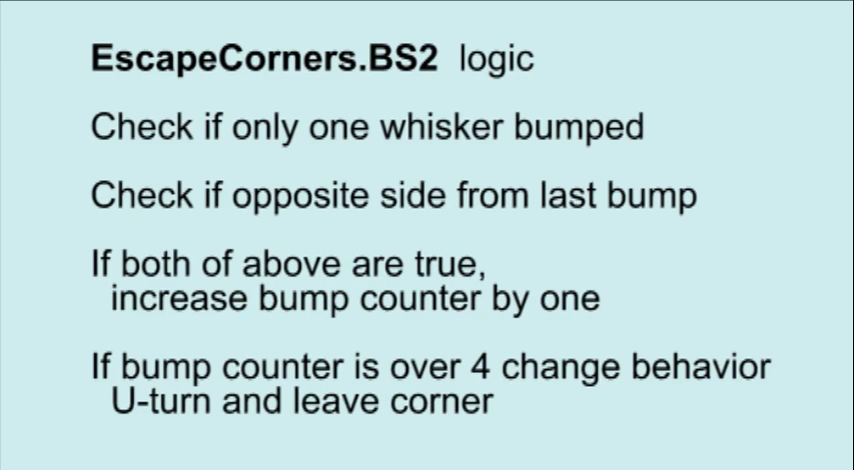 EscapeCorners.BS2 logic
Check if only one whisker bumped
Check if opposite side from last bump
If both of above are true,
increase bump counter by one
If bump counter is over 4 change behavior
U-turn and leave corner